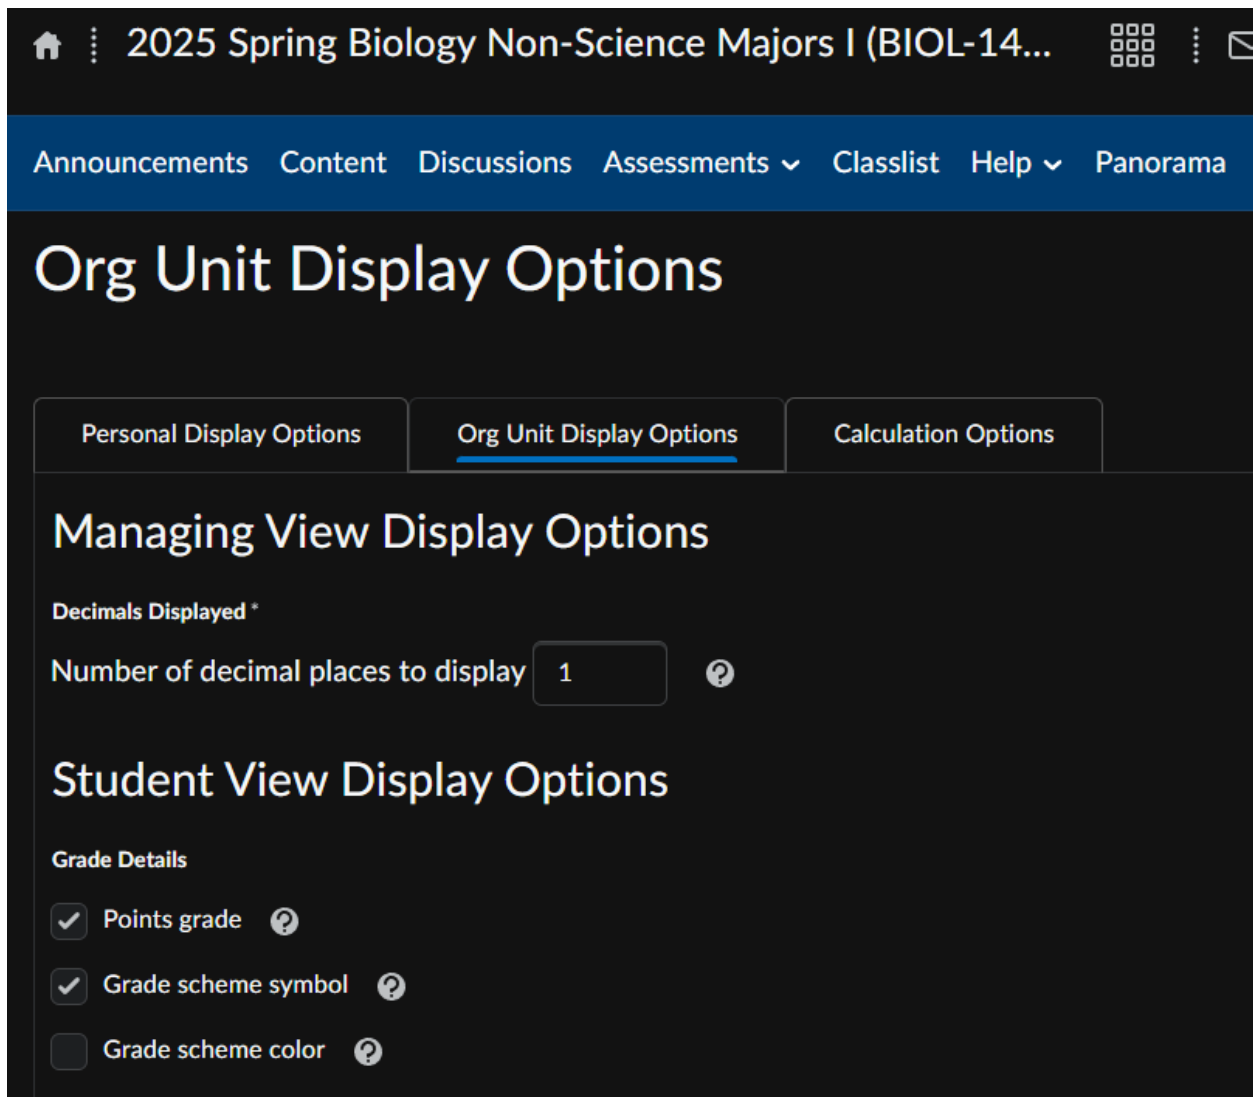 2025 Spring Biology Non-Science Majors I (BIOL-14...
Announcements Content Discussions Assessments Classlist Help Panorama
Org Unit Display Options
Personal Display Options Org Unit Display Options Calculation Options
Managing View Display Options
Decimals Displayed *
Number of decimal places to display 1
Student View Display Options
Grade Details
Points grade
Grade scheme symbol
Grade scheme color